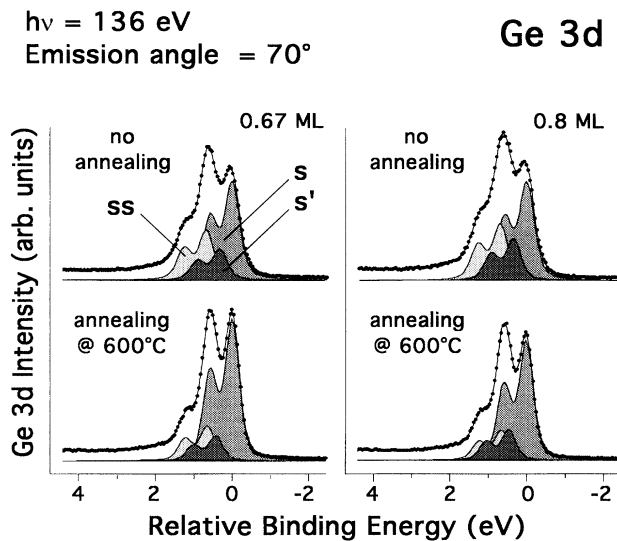 hν = 136 eV
Emission angle = 70°
Ge 3d
Ge 3d Intensity (arb. units)
no
annealing
0.67 ML
ss
s
s'
no
annealing
0.8 ML
annealing
@ 600°C
annealing
@ 600°C
4 2 0 -2
4 2 0 -2
Relative Binding Energy (eV)